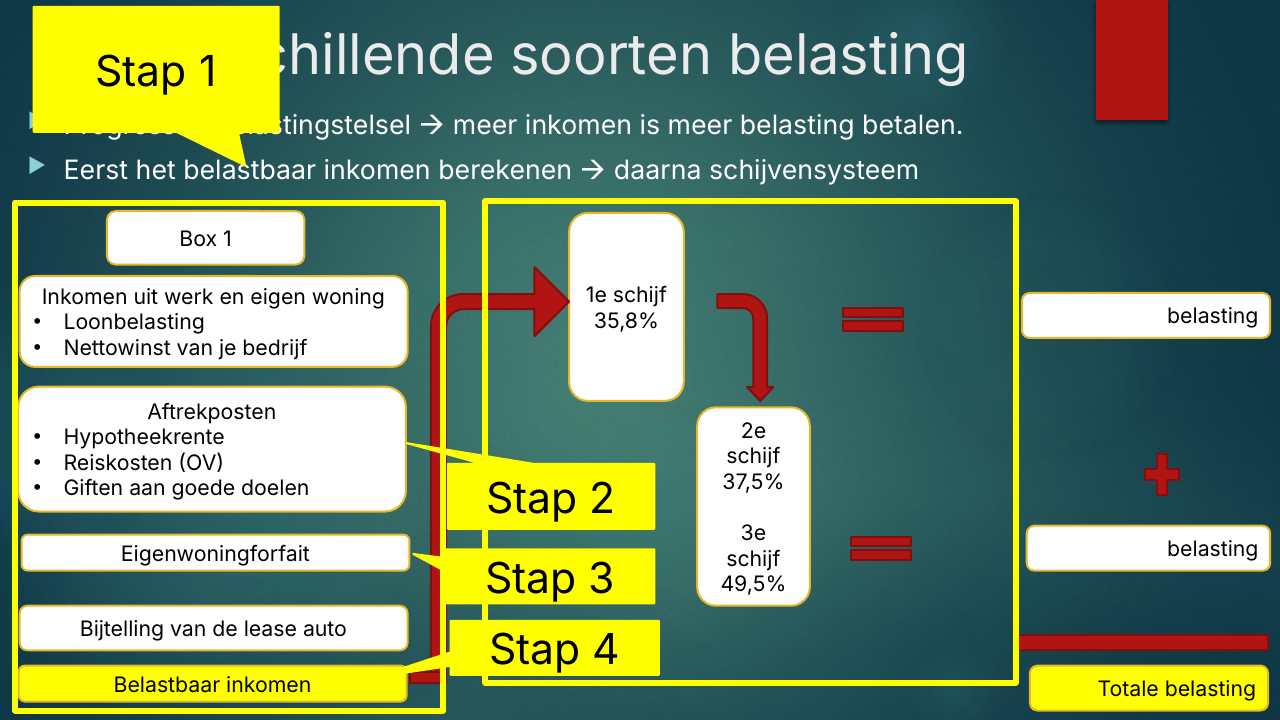 Stap 1
chillende soorten belasting
stingstelsel → meer inkomen is meer belasting betalen.
Eerst het belastbaar inkomen berekenen → daarna schijvensysteem
Box 1
Inkomen uit werk en eigen woning
• Loonbelasting
• Nettowinst van je bedrijf
Aftrekposten
• Hypotheekrente
• Reiskosten (OV)
• Giften aan goede doelen
Eigenwoningforfait
Bijtelling van de lease auto
Belastbaar inkomen
Stap 2
Stap 3
Stap 4
1e schijf
35,8%
2e
schijf
37,5%
3e
schijf
49,5%
belasting
belasting
Totale belasting